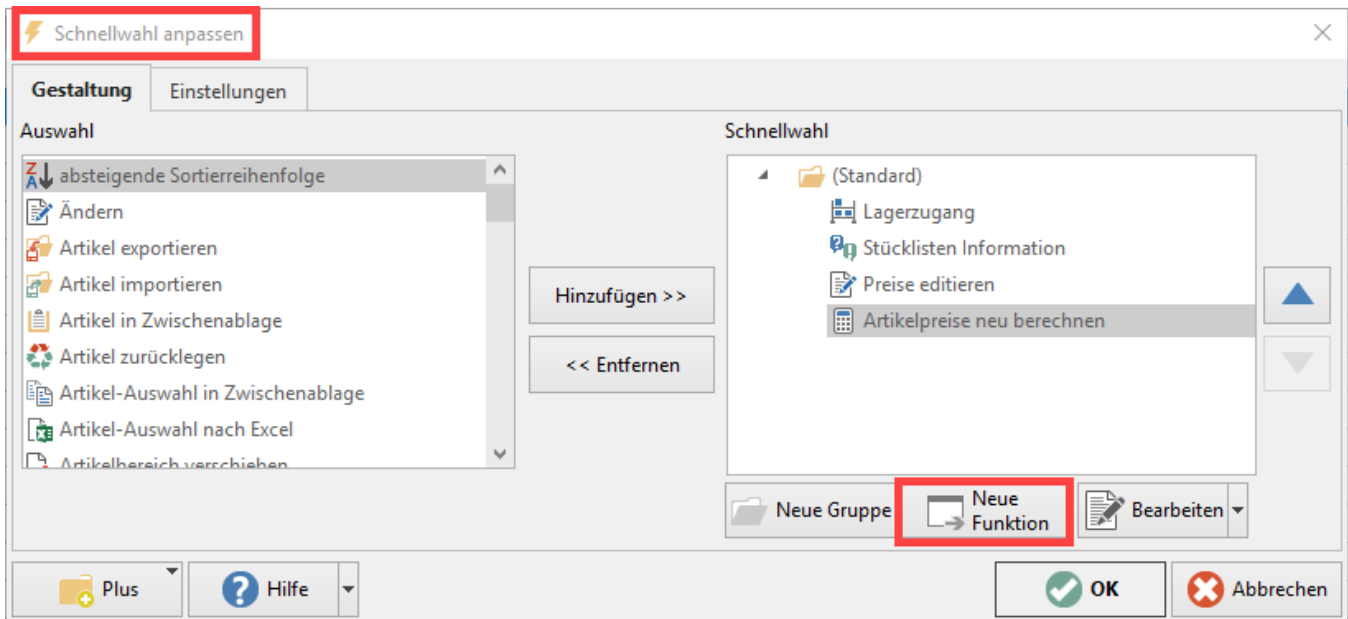 Schnellwahl anpassen
Gestaltung
Einstellungen
Auswahl
Schnellwahl
absteigende Sortierreihenfolge
Ändern
Artikel exportieren
Artikel importieren
Artikel in Zwischenablage
Artikel zurücklegen
Artikel-Auswahl in Zwischenablage
Artikel-Auswahl nach Excel
Artikelbereich verschieben
Hinzufügen >>
<< Entfernen
(Standard)
Lagerzugang
Stücklisten Information
Preise editieren
Artikelpreise neu berechnen
Neue Gruppe
Neue
Funktion
Bearbeiten
Plus
Hilfe
OK
Abbrechen